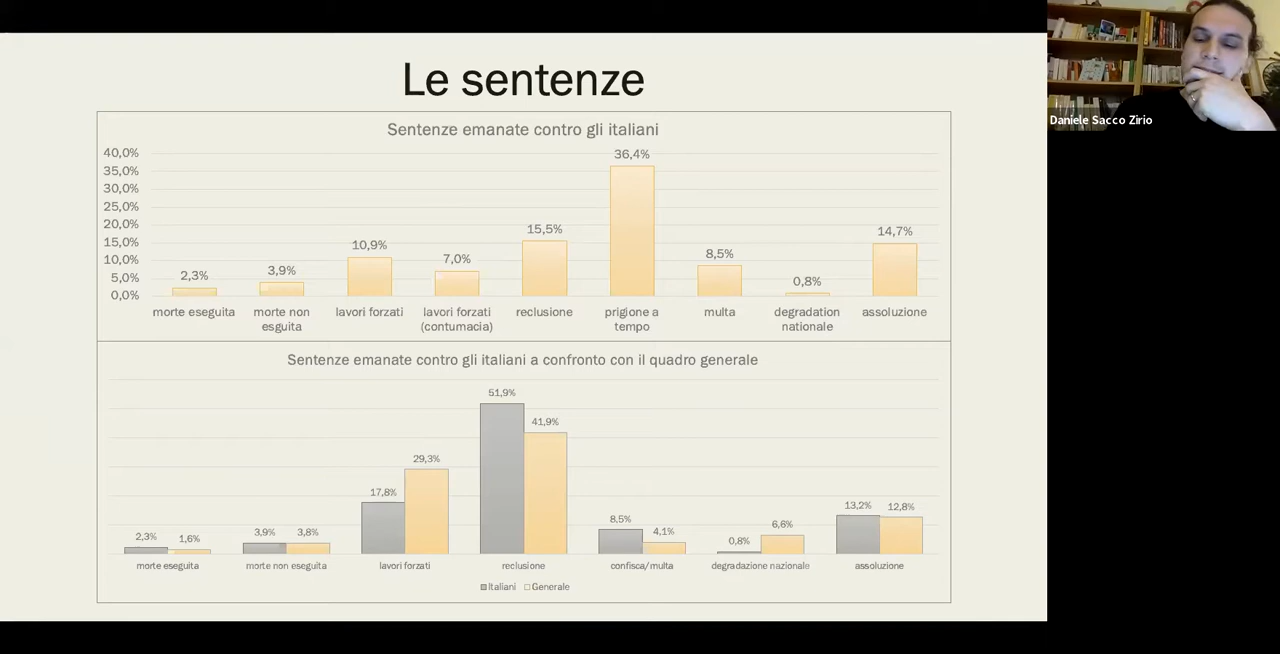 Le sentenze
Daniele Sacco Zirio
Sentenze emanate contro gli italiani
40,0%
35,0%
30,0%
25,0%
20,0%
15,0%
10,0%
5,0%
0,0%
2,3%
3,9%
10,9%
7,0%
15,5%
36,4%
8,5%
0,8%
14,7%
morte eseguita
morte non
esguita
lavori forzati
lavori forzati
(contumacia)
reclusione
prigione a
tempo
multa
degradation
nationale
assoluzione
Sentenze emanate contro gli italiani a confronto con il quadro generale
2,3%
1,6%
3,9%
3,8%
17,8%
29,3%
51,9%
41,9%
8,5%
4,1%
0,8%
6,6%
13,2%
12,8%
morte eseguita
morte non eseguita
lavori forzati
reclusione
confisca/multa
degradazione nazionale
assoluzione
Italiani
Generale